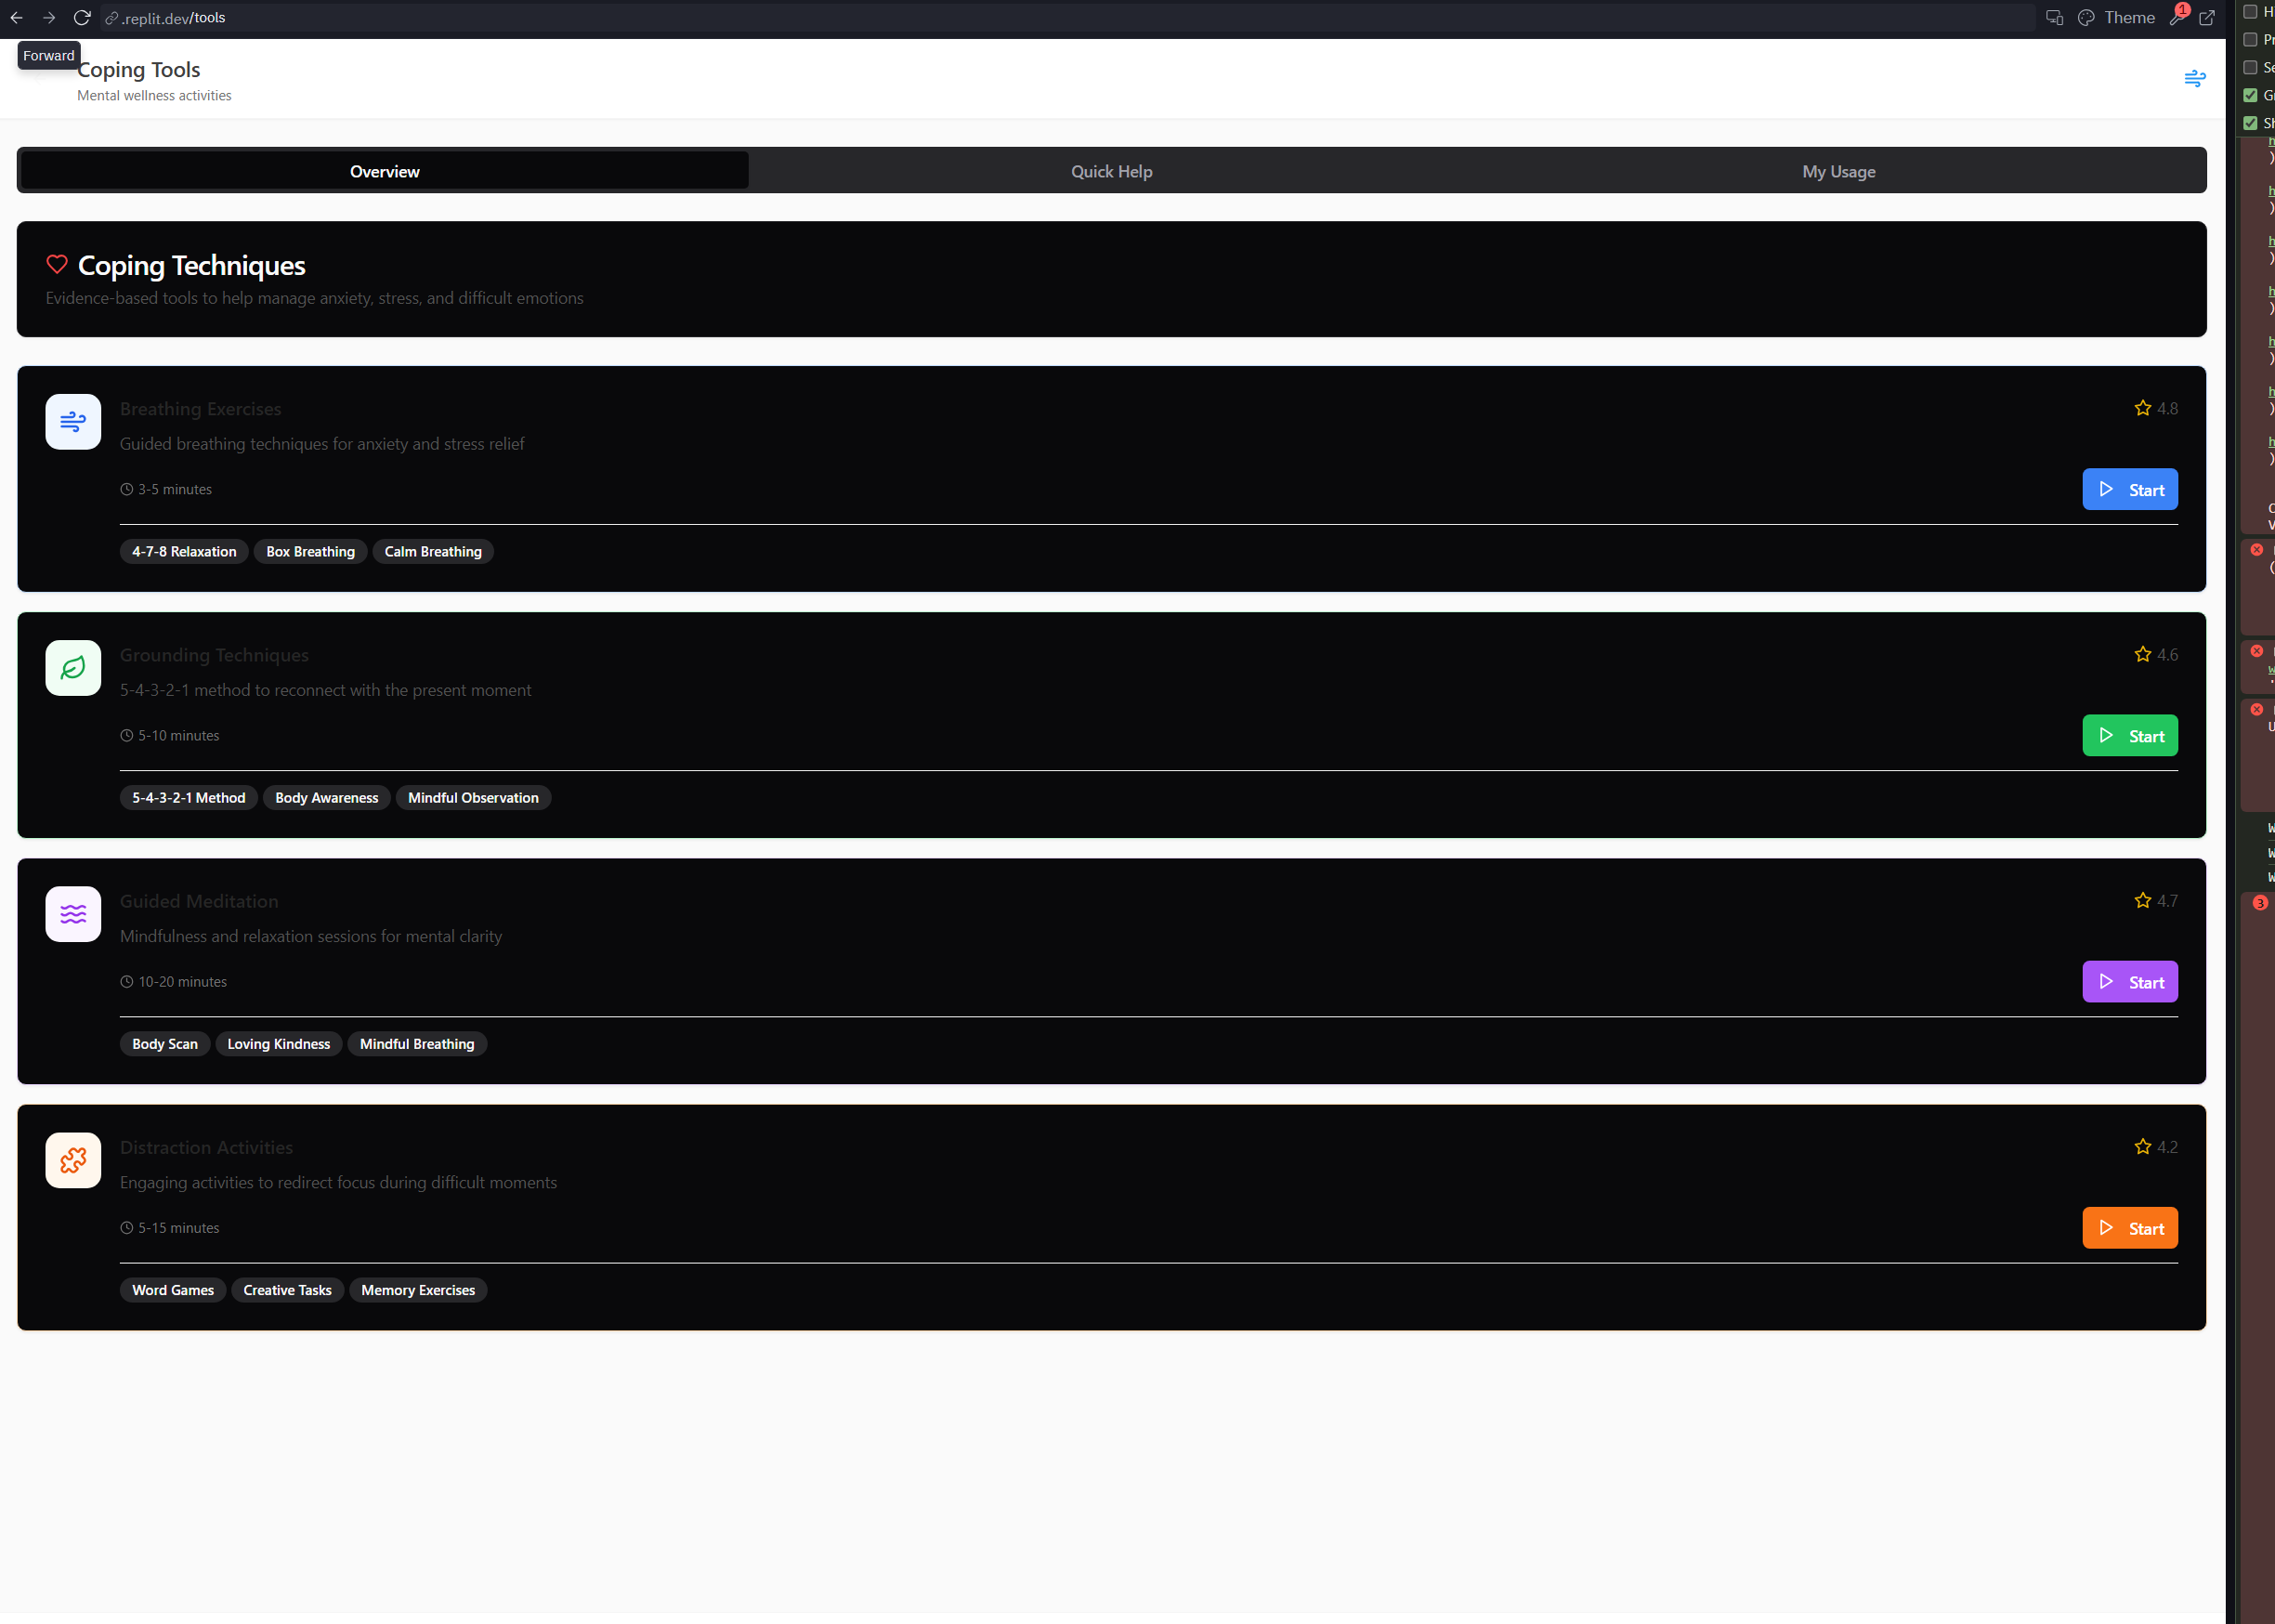 .replit.dev/tools
Theme
1
Forward
Coping Tools
Mental wellness activities
Overview
Quick Help
My Usage
Coping Techniques
Evidence-based tools to help manage anxiety, stress, and difficult emotions
Breathing Exercises
4.8
Guided breathing techniques for anxiety and stress relief
3-5 minutes
Start
4-7-8 Relaxation
Box Breathing
Calm Breathing
Grounding Techniques
4.6
5-4-3-2-1 method to reconnect with the present moment
5-10 minutes
Start
5-4-3-2-1 Method
Body Awareness
Mindful Observation
Guided Meditation
4.7
Mindfulness and relaxation sessions for mental clarity
10-20 minutes
Start
Body Scan
Loving Kindness
Mindful Breathing
Distraction Activities
4.2
Engaging activities to redirect focus during difficult moments
5-15 minutes
Start
Word Games
Creative Tasks
Memory Exercises
3